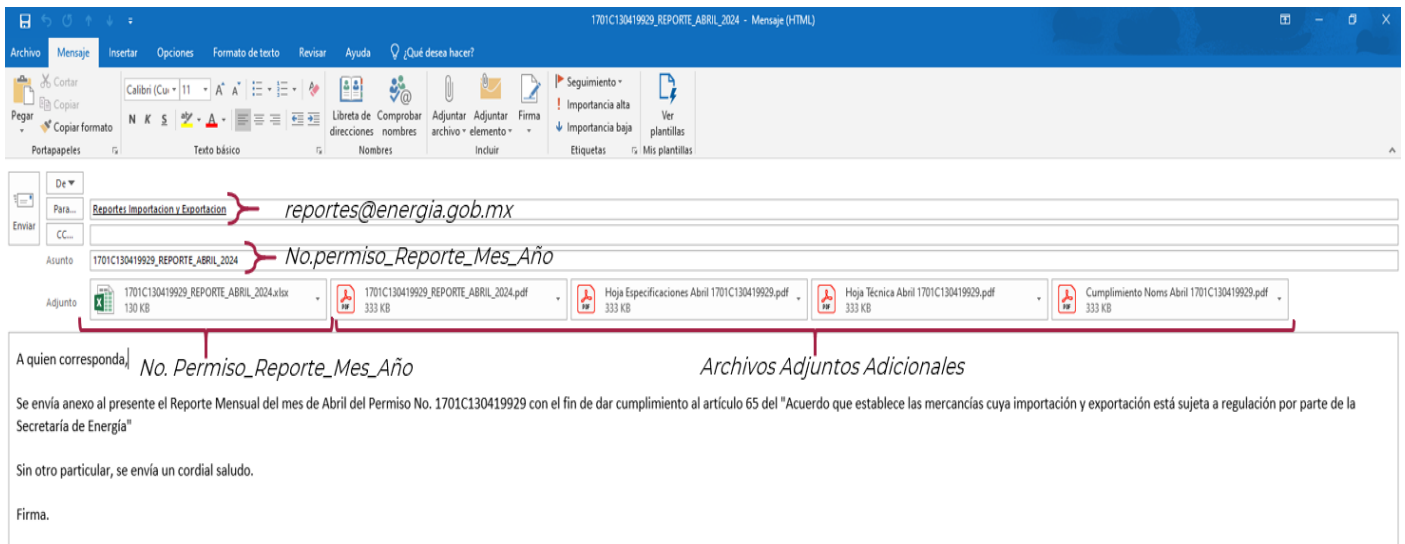 1701C130419929_REPORTE_ABRIL_2024 - Mensaje (HTML)
Archivo Mensaje Insertar Opciones Formato de texto Revisar Ayuda ¿Qué desea hacer?
Pegar
Cortar
Copiar
Copiar formato
Portapapeles
Calibri (Cu 11
N K S
Texto básico
Libreta de direcciones
Comprobar nombres
Nombres
Adjuntar archivo
Adjuntar elemento
Firma
Incluir
Seguimiento
Importancia alta
Importancia baja
Etiquetas
Ver plantillas
Mis plantillas
Enviar
De
Para... Reportes Importacion y Exportacion reportes@energia.gob.mx
CC...
Asunto 1701C130419929_REPORTE_ABRIL_2024 No.permiso_Reporte_Mes_Año
Adjunto
1701C130419929_REPORTE_ABRIL_2024.xlsx
130 KB
1701C130419929_REPORTE_ABRIL_2024.pdf
333 KB
Hoja Especificaciones Abril 1701C130419929.pdf
333 KB
Hoja Técnica Abril 1701C130419929.pdf
333 KB
Cumplimiento Noms Abril 1701C130419929.pdf
333 KB
A quien corresponda,
No. Permiso_Reporte_Mes_Año
Archivos Adjuntos Adicionales
Se envía anexo al presente el Reporte Mensual del mes de Abril del Permiso No. 1701C130419929 con el fin de dar cumplimiento al artículo 65 del "Acuerdo que establece las mercancías cuya importación y exportación está sujeta a regulación por parte de la
Secretaría de Energía"
Sin otro particular, se envía un cordial saludo.
Firma.